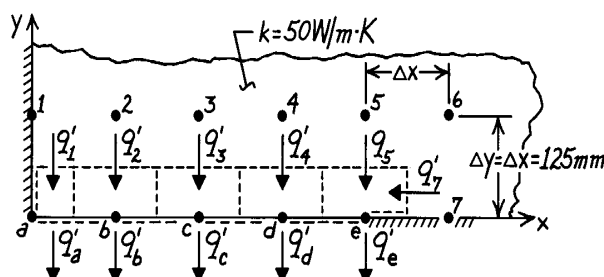 y
k=50W/m·K
Δx
1 2 3 4 5 6
q'1 q'2 q'3 q'4 q5 q'7
Δy=Δx=125mm
a b c d e 7 x
q'a q'b q'c q'd q'e